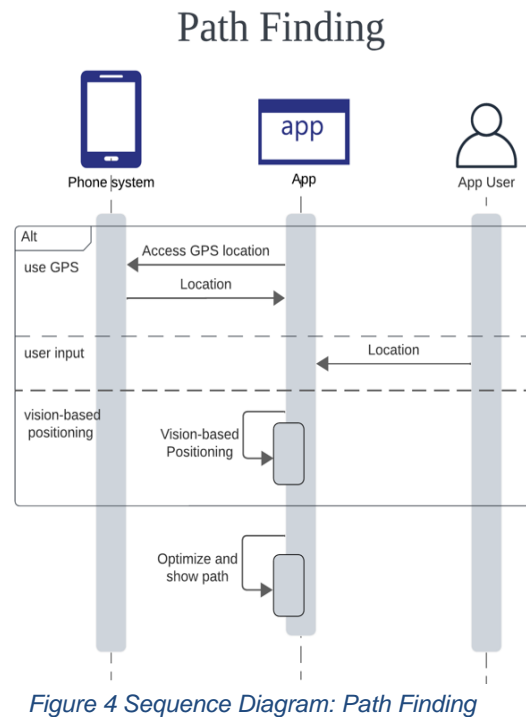 Path Finding
app
Phone system
App
App User
Alt
use GPS
Access GPS location
Location
user input
Location
vision-based
positioning
Vision-based
Positioning
Optimize and
show path
Figure 4 Sequence Diagram: Path Finding